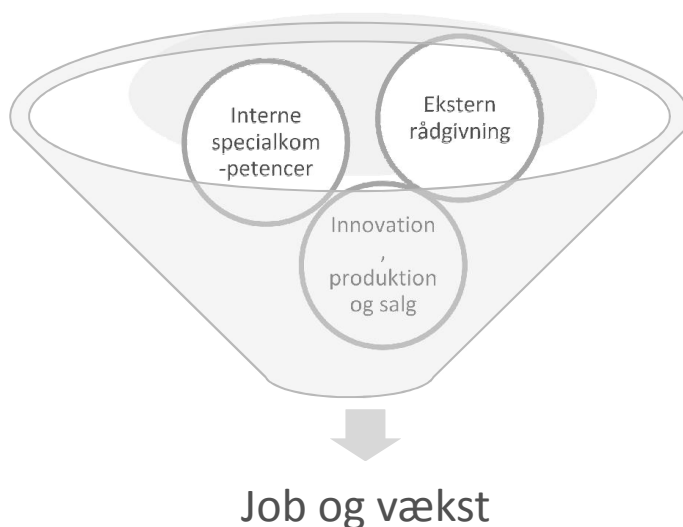 Interne
specialkom
-petencer
Ekstern
rådgivning
Innovation
,
produktion
og salg
Job og vækst